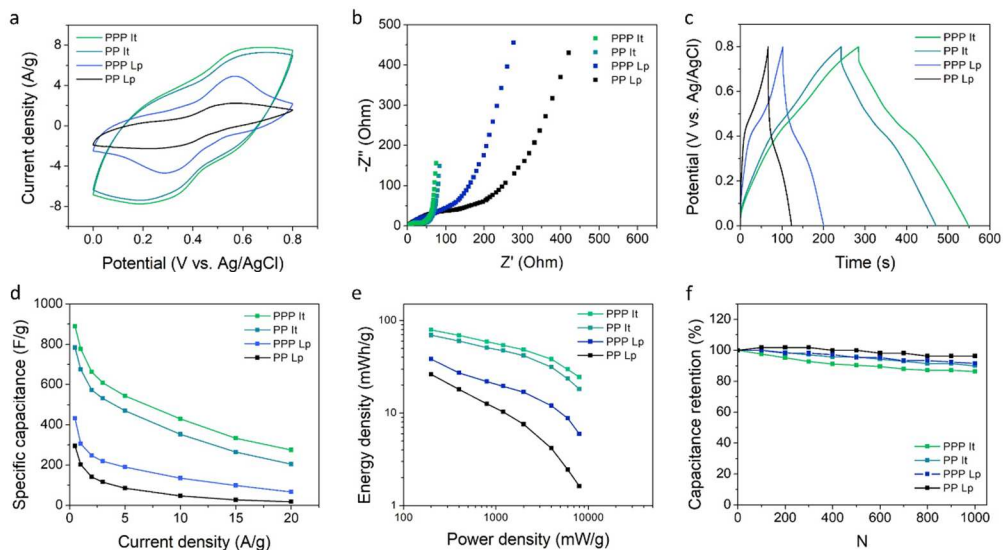 a
PPP It
PP It
PPP Lp
PP Lp
8
4
0
-4
-8
Current density (A/g)
0.0 0.2 0.4 0.6 0.8
Potential (V vs. Ag/AgCl)
b
PPP It
PP It
PPP Lp
PP Lp
500
400
300
200
100
0
-Z" (Ohm)
0 100 200 300 400 500 600
Z' (Ohm)
c
PPP It
PP It
PPP Lp
PP Lp
0.8
0.6
0.4
0.2
0.0
Potential (V vs. Ag/AgCl)
0 100 200 300 400 500 600
Time (s)
d
PPP It
PP It
PPP Lp
PP Lp
1000
800
600
400
200
0
Specific capacitance (F/g)
0 5 10 15 20
Current density (A/g)
e
PPP It
PP It
PPP Lp
PP Lp
100
10
1
Energy density (mWh/g)
100 1000 10000
Power density (mW/g)
f
120
100
80
60
40
20
0
Capacitance retention (%)
PPP It
PP It
PPP Lp
PP Lp
0 200 400 600 800 1000
N